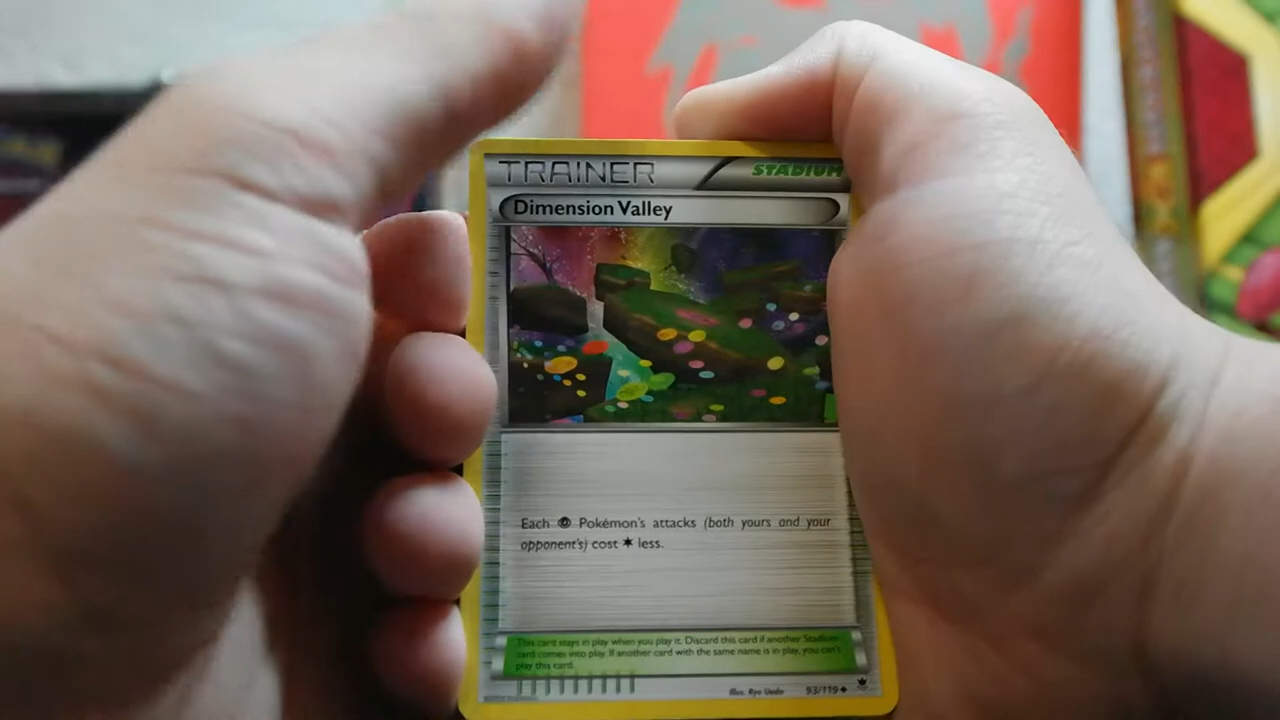 TRAINER STADIUM
Dimension Valley
Each Pokémon's attacks (both yours and your
opponent's) cost less.
This card stays in play when you play it. Discard this card if another Stadium
card comes into play. If another card with the same name is in play, you can't
play this card.
Illus. Ryo Ueda 93/119